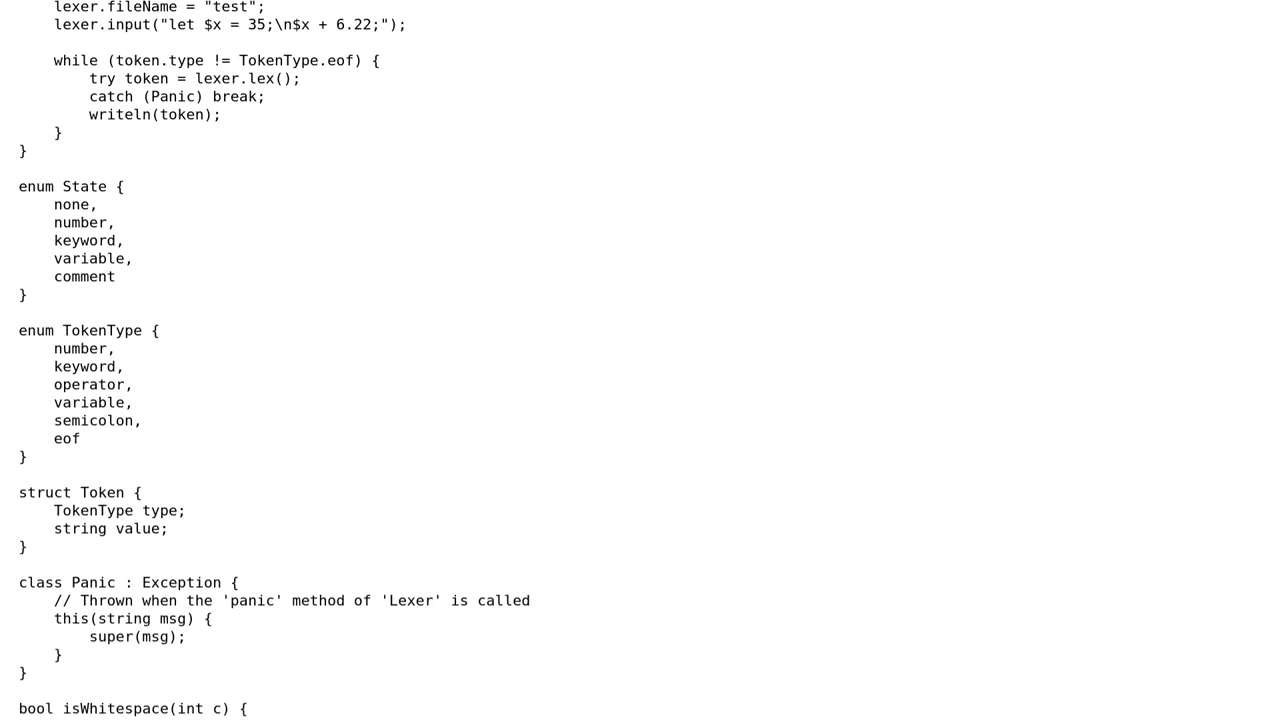 lexer.fileName = "test";
lexer.input("let $x = 35;\n$x + 6.22;");
while (token.type != TokenType.eof) {
try token = lexer.lex();
catch (Panic) break;
writeln(token);
}
}
enum State {
none,
number,
keyword,
variable,
comment
}
enum TokenType {
number,
keyword,
operator,
variable,
semicolon,
eof
}
struct Token {
TokenType type;
string value;
}
class Panic : Exception {
// Thrown when the 'panic' method of 'Lexer' is called
this(string msg) {
super(msg);
}
}
bool isWhitespace(int c) {